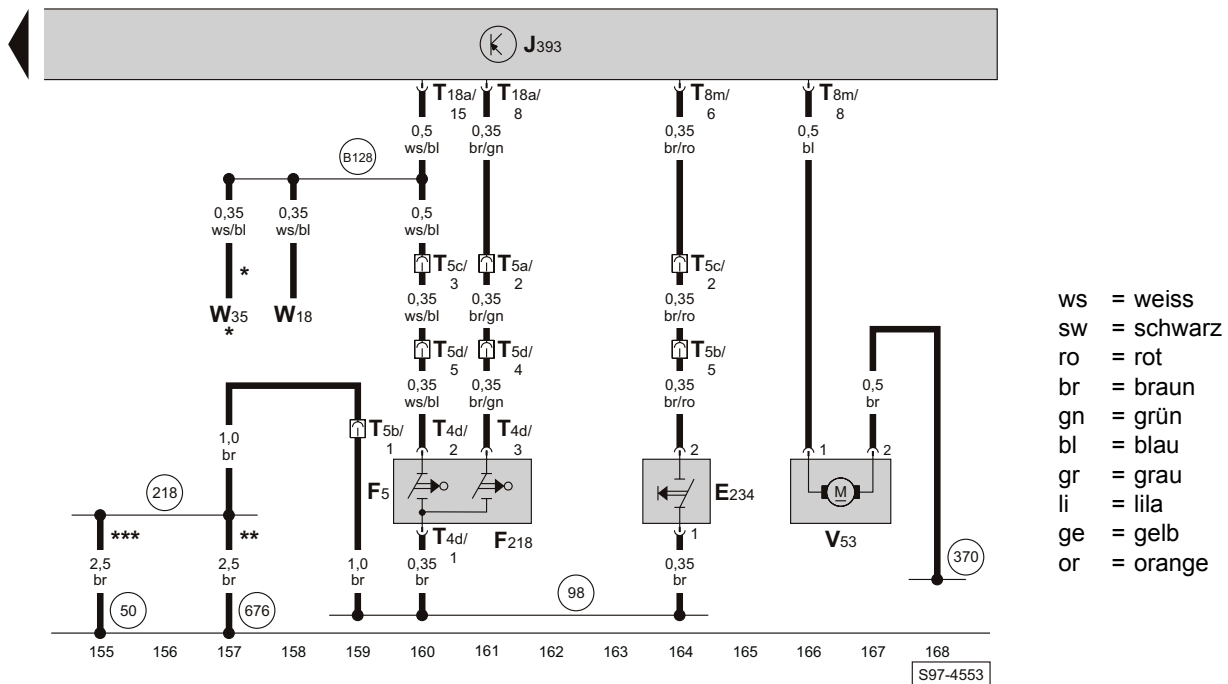 J393
T18a/ T18a/ T8m/ T8m/
15 8 6 8
0,5 0,35 0,35 0,5
ws/bl br/gn br/ro bl
B128
0,35 0,35 0,5
ws/bl ws/bl ws/bl
* T5c/ T5a/ T5c/
3 2 2
W35 W18
*
0,35 0,35 0,35
ws/bl br/gn br/ro
T5d/ T5d/ T5b/
5 4 5
0,35 0,35 0,35 0,5
ws/bl br/gn br/ro br
T5b/ T4d/ T4d/
1 2 3 2 1 2
1,0
br
F5 E234 M
218
*** ** T4d/ F218 1 V53
1
2,5 2,5 1,0 0,35 0,35
br br br br br
370
50 676 98
155 156 157 158 159 160 161 162 163 164 165 166 167 168
S97-4553
ws = weiss
sw = schwarz
ro = rot
br = braun
gn = grün
bl = blau
gr = grau
li = lila
ge = gelb
or = orange